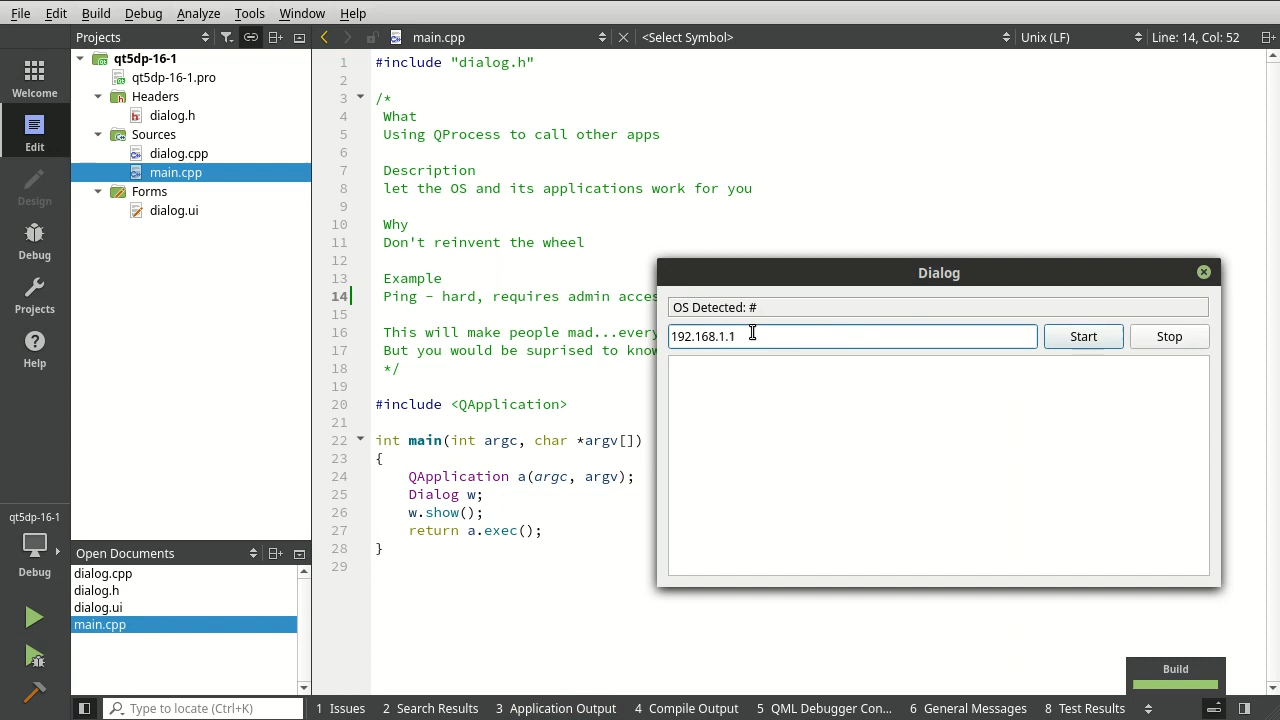 File Edit Build Debug Analyze Tools Window Help
Projects main.cpp <Select Symbol> Unix (LF) Line: 14, Col: 52
Welcome
Edit
Design
Debug
Projects
Help
qt5dp-16-1
Debug
qt5dp-16-1
qt5dp-16-1.pro
Headers
dialog.h
Sources
dialog.cpp
main.cpp
Forms
dialog.ui
Open Documents
dialog.cpp
dialog.h
dialog.ui
main.cpp
1 #include "dialog.h"
2
3 /*
4 What
5 Using QProcess to call other apps
6
7 Description
8 let the OS and its applications work for you
9
10 Why
11 Don't reinvent the wheel
12
13 Example
14 Ping - hard, requires admin acces
15
16 This will make people mad...every
17 But you would be suprised to know
18 */
19
20 #include <QApplication>
21
22 int main(int argc, char *argv[])
23 {
24 QApplication a(argc, argv);
25 Dialog w;
26 w.show();
27 return a.exec();
28 }
29
Dialog
OS Detected: #
192.168.1.1 Start Stop
Build
Type to locate (Ctrl+K) 1 Issues 2 Search Results 3 Application Output 4 Compile Output 5 QML Debugger Con... 6 General Messages 8 Test Results